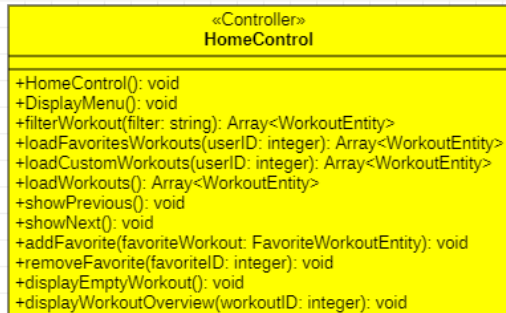 «Controller»
HomeControl
+HomeControl(): void
+DisplayMenu(): void
+filterWorkout(filter: string): Array<WorkoutEntity>
+loadFavoritesWorkouts(userID: integer): Array<WorkoutEntity>
+loadCustomWorkouts(userID: integer): Array<WorkoutEntity>
+loadWorkouts(): Array<WorkoutEntity>
+showPrevious(): void
+showNext(): void
+addFavorite(favoriteWorkout: FavoriteWorkoutEntity): void
+removeFavorite(favoriteID: integer): void
+displayEmptyWorkout(): void
+displayWorkoutOverview(workoutID: integer): void